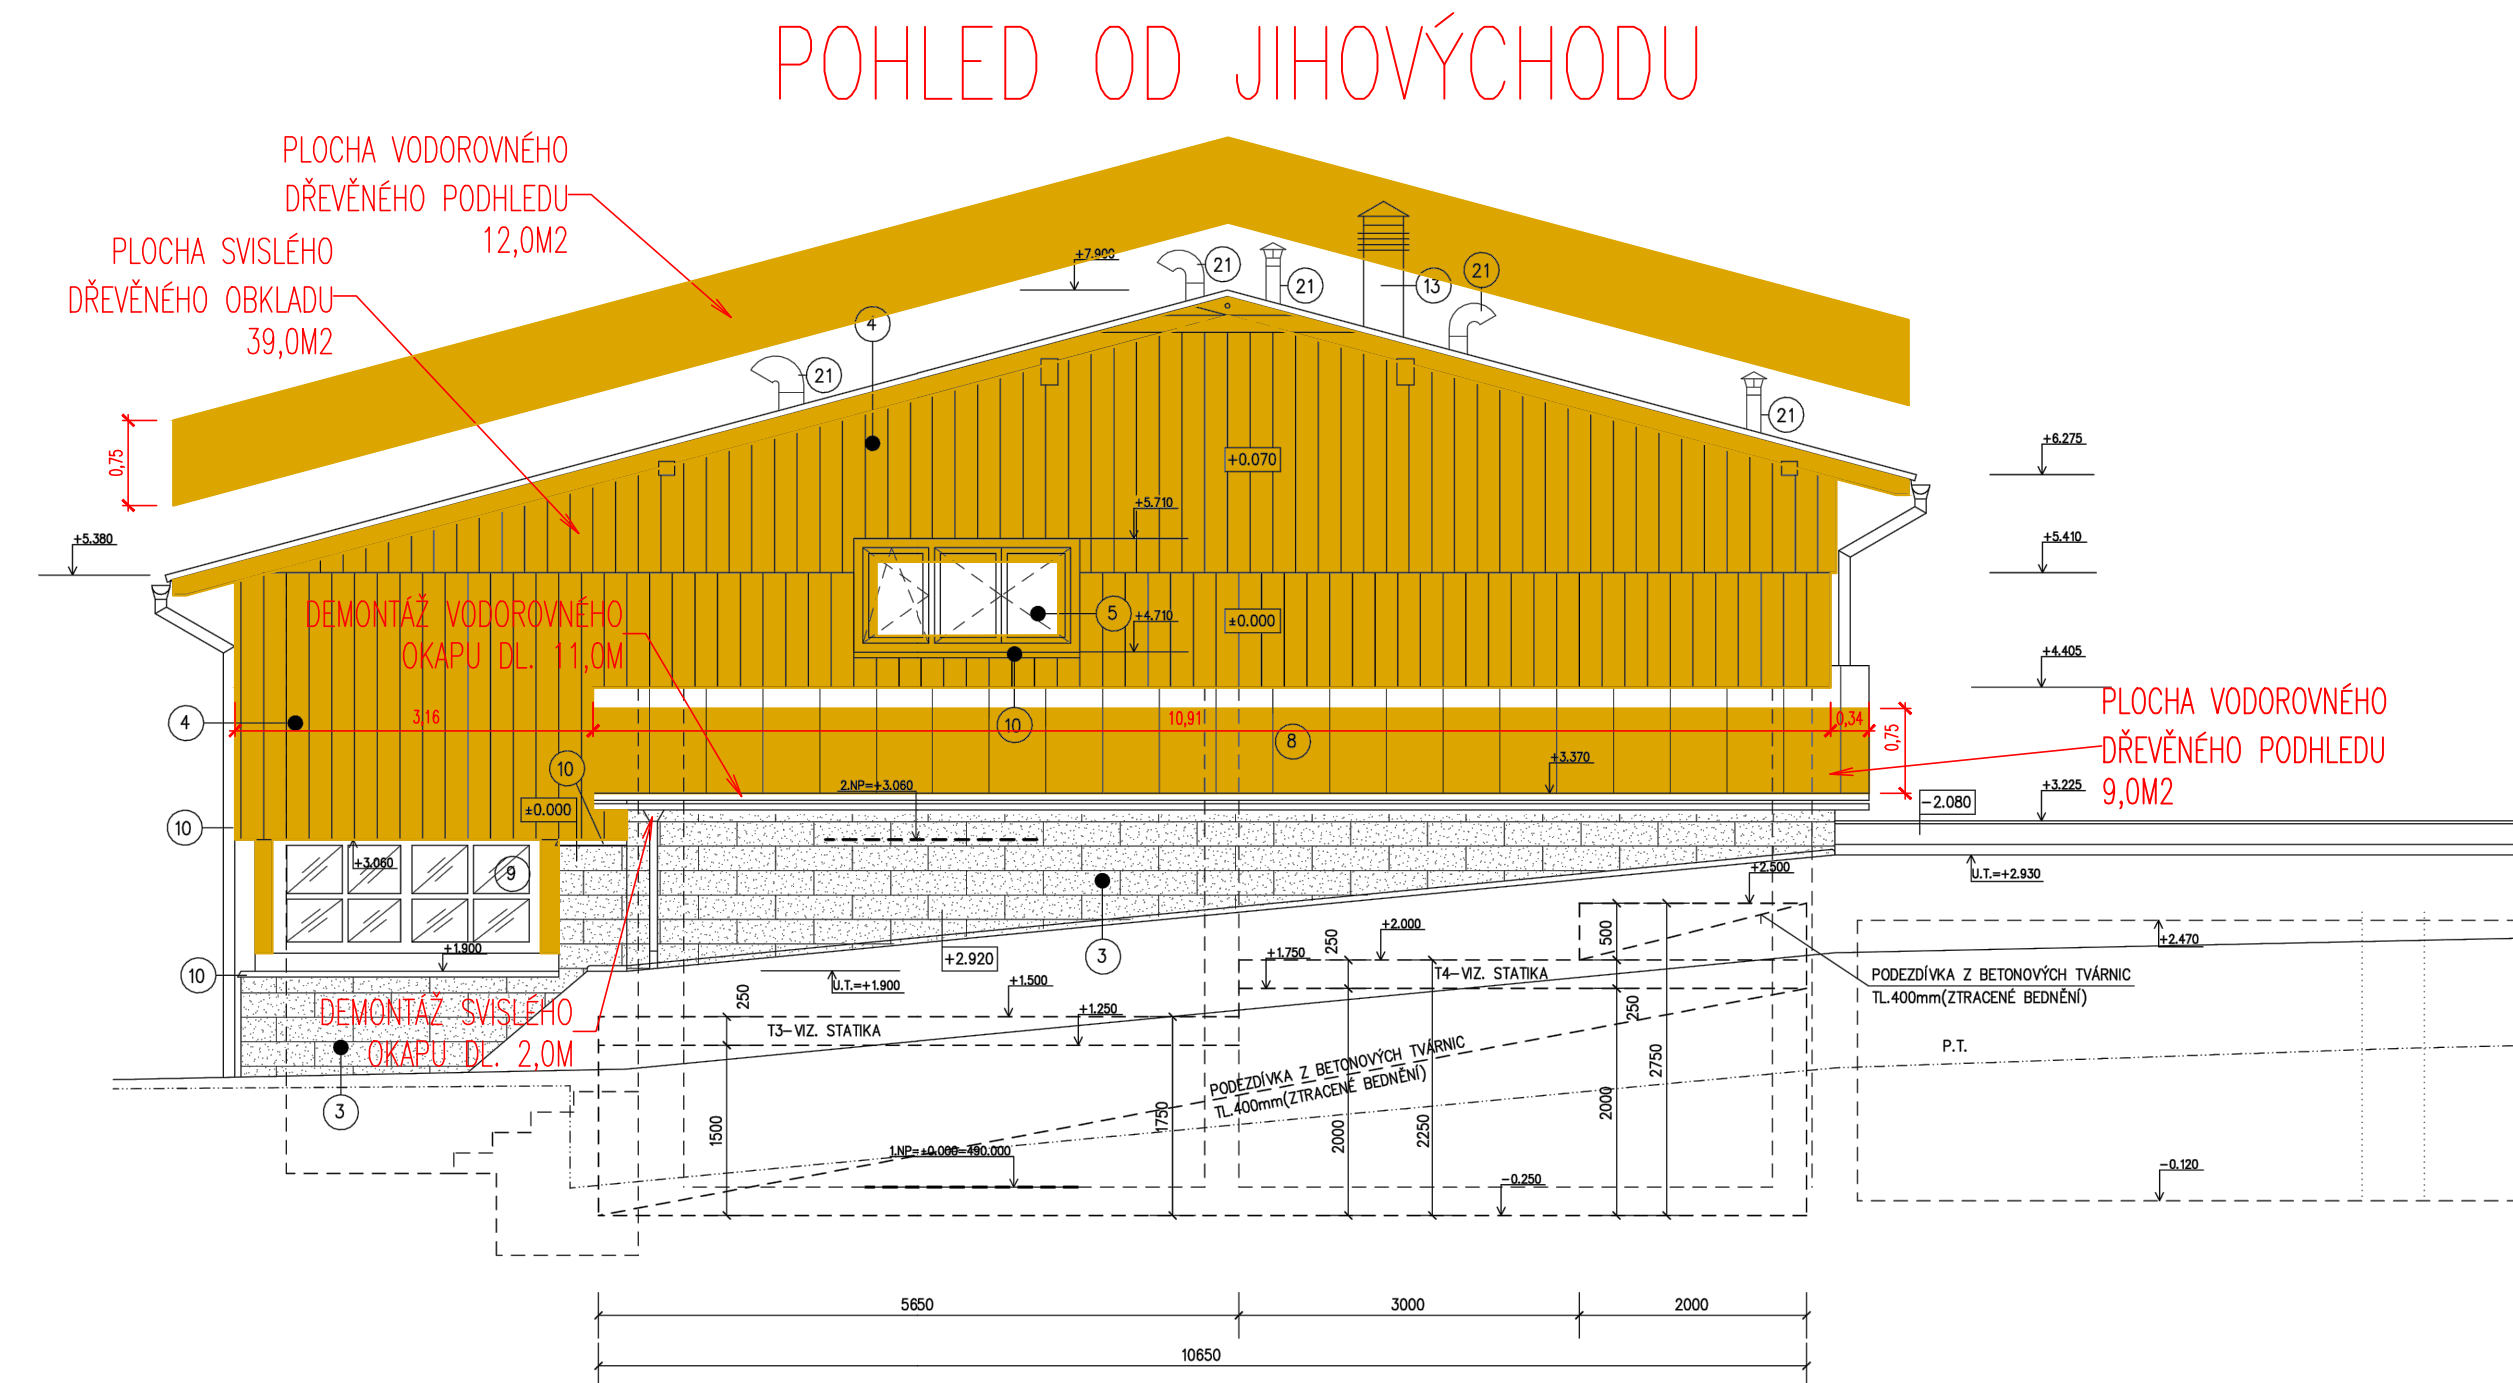 POHLED OD JIHOVÝCHODU
PLOCHA VODOROVNÉHO
DŘEVĚNÉHO PODHLEDU
12,0M2
PLOCHA SVISLÉHO
DŘEVĚNÉHO OBKLADU
39,0M2
+7.900
21
21
13
21
4
21
21
0,75
+0.070
+6.275
+5.710
+5.380
+5.410
DEMONTÁŽ VODOROVNÉHO
OKAPU DL. 11,0M
5
+4.710
±0.000
+4.405
4
3,16
10
10,91
8
0,34
0,75
PLOCHA VODOROVNÉHO
DŘEVĚNÉHO PODHLEDU
9,0M2
10
+3.370
2.NP=+3.060
±0.000
-2.080
+3.225
10
+3.060
9
3
+2.500
U.T.=+2.930
+1.900
10
+2.920
U.T.=+1.900
+2.000
250
+1.750
500
+2.470
T4-VIZ. STATIKA
PODEZDÍVKA Z BETONOVÝCH TVÁRNIC
TL.400mm(ZTRACENÉ BEDNĚNÍ)
DEMONTÁŽ SVISLÉHO
OKAPU DL. 2,0M
250
+1.500
+1.250
T3-VIZ. STATIKA
250
P.T.
PODEZDÍVKA Z BETONOVÝCH TVÁRNIC
TL.400mm(ZTRACENÉ BEDNĚNÍ)
3
1500
1750
2000
2250
2000
2750
1.NP=±0.000=490.000
-0.250
-0.120
5650
3000
2000
10650